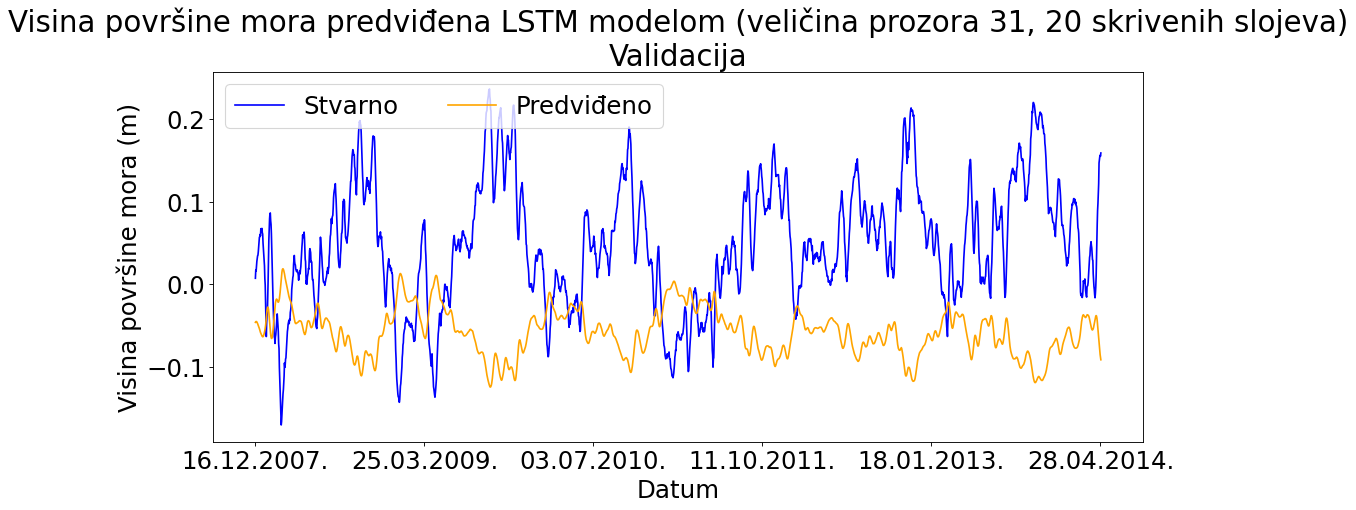 Visina površine mora predviđena LSTM modelom (veličina prozora 31, 20 skrivenih slojeva)
Validacija
Stvarno
Predviđeno
Visina površine mora (m)
0.2
0.1
0.0
−0.1
16.12.2007.
25.03.2009.
03.07.2010.
11.10.2011.
18.01.2013.
28.04.2014.
Datum